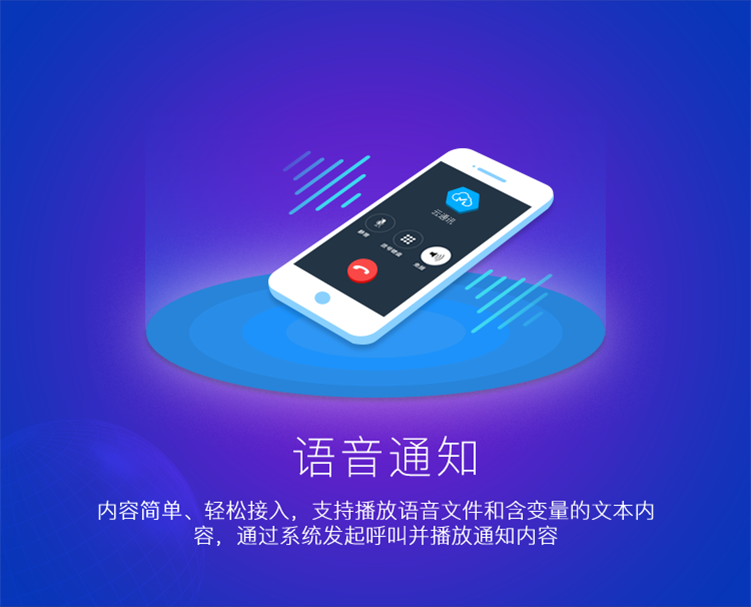 云通讯
静音
拨号键盘
免提
语音通知
内容简单、轻松接入，支持播放语音文件和含变量的文本内
容，通过系统发起呼叫并播放通知内容